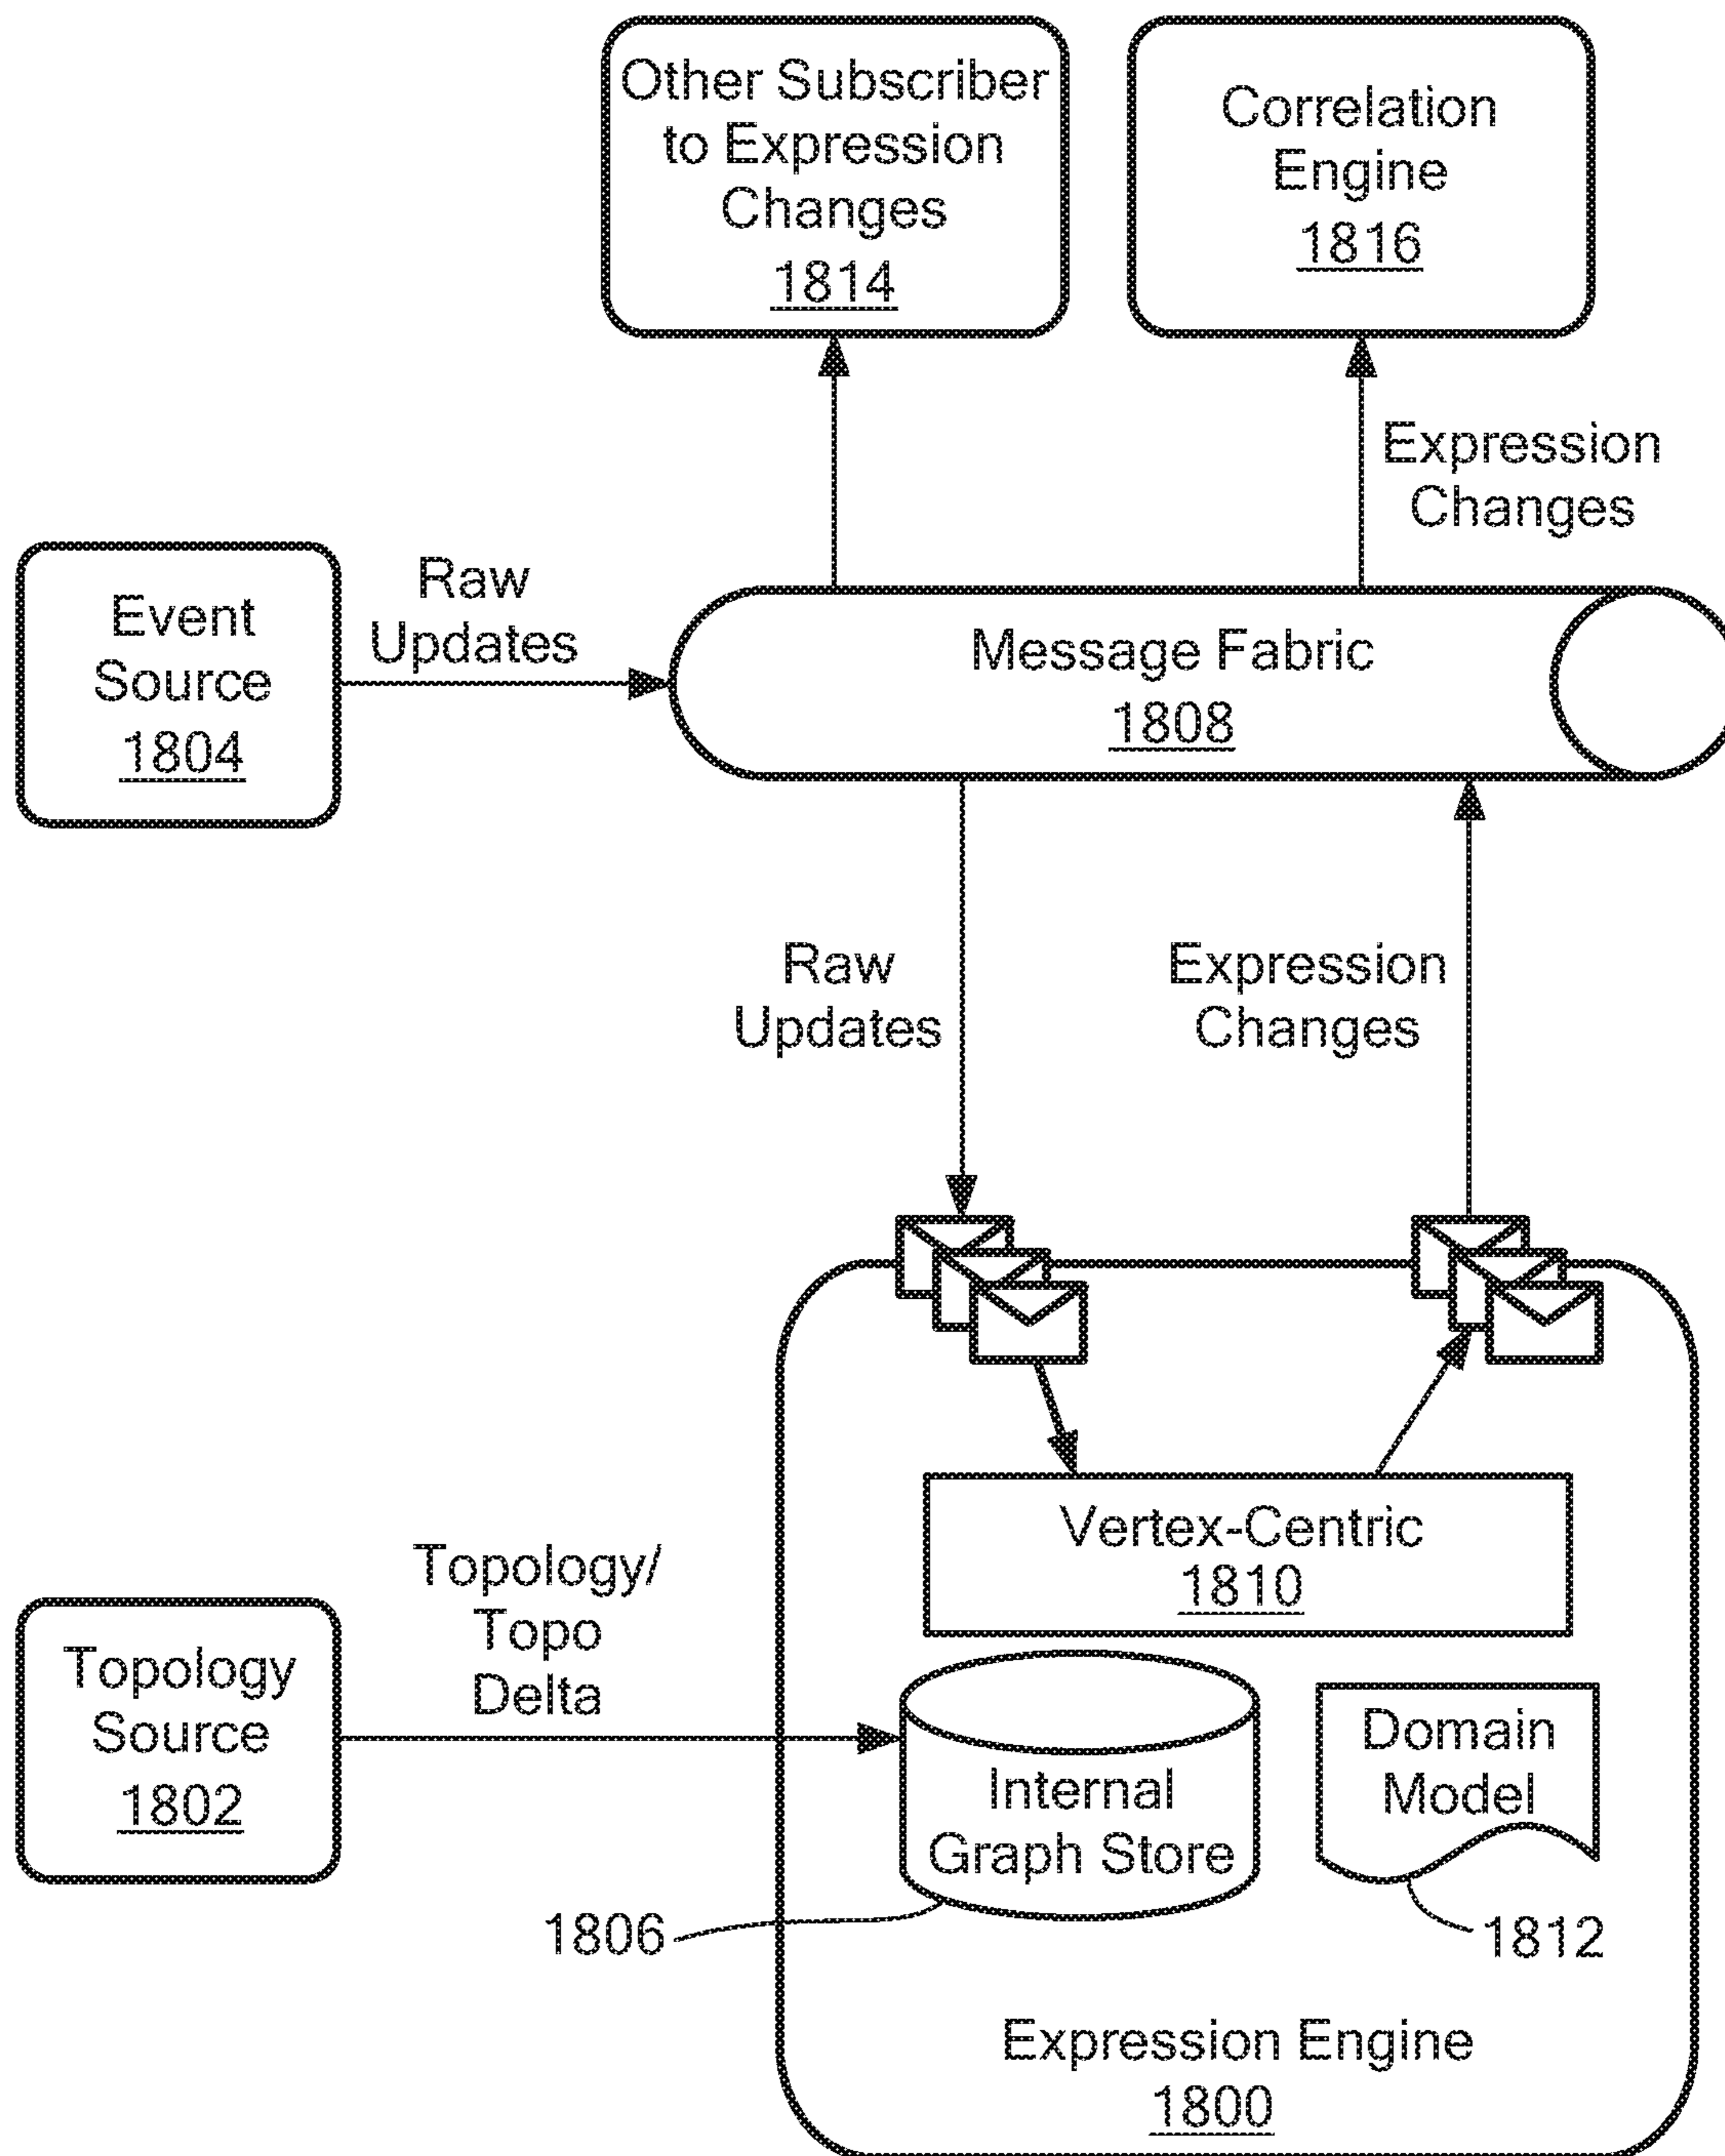 Other Subscriber
to Expression
Changes
1814
Correlation
Engine
1816
Expression
Changes
Event
Source
1804
Raw
Updates
Message Fabric
1808
Raw
Updates
Expression
Changes
Vertex-Centric
1810
Topology/
Topo
Delta
Topology
Source
1802
Internal
Graph Store
Domain
Model
1806
1812
Expression Engine
1800